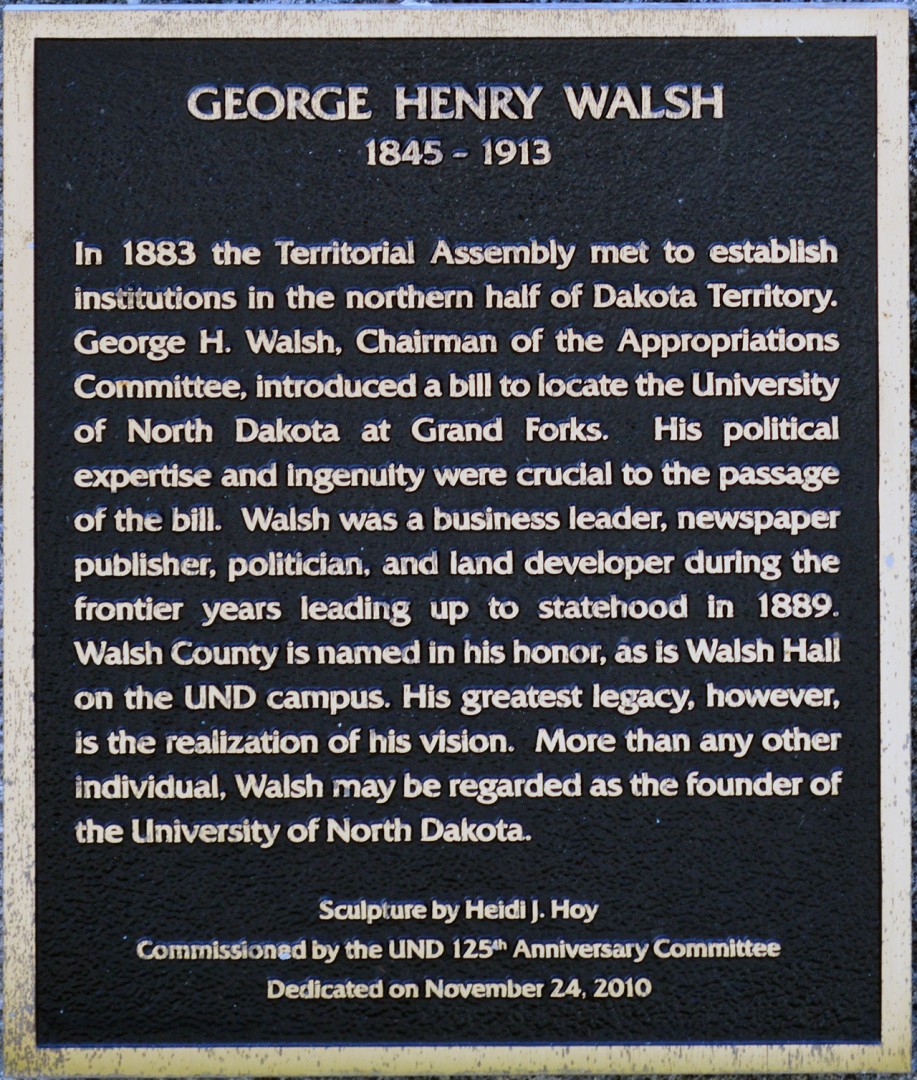 GEORGE HENRY WALSH
1845 - 1913
In 1883 the Territorial Assembly met to establish
institutions in the northern half of Dakota Territory.
George H. Walsh, Chairman of the Appropriations
Committee, introduced a bill to locate the University
of North Dakota at Grand Forks. His political
expertise and ingenuity were crucial to the passage
of the bill. Walsh was a business leader, newspaper
publisher, politician, and land developer during the
frontier years leading up to statehood in 1889.
Walsh County is named in his honor, as is Walsh Hall
on the UND campus. His greatest legacy, however,
is the realization of his vision. More than any other
individual, Walsh may be regarded as the founder of
the University of North Dakota.
Sculpture by Heidi J. Hoy
Commissioned by the UND 125th Anniversary Committee
Dedicated on November 24, 2010